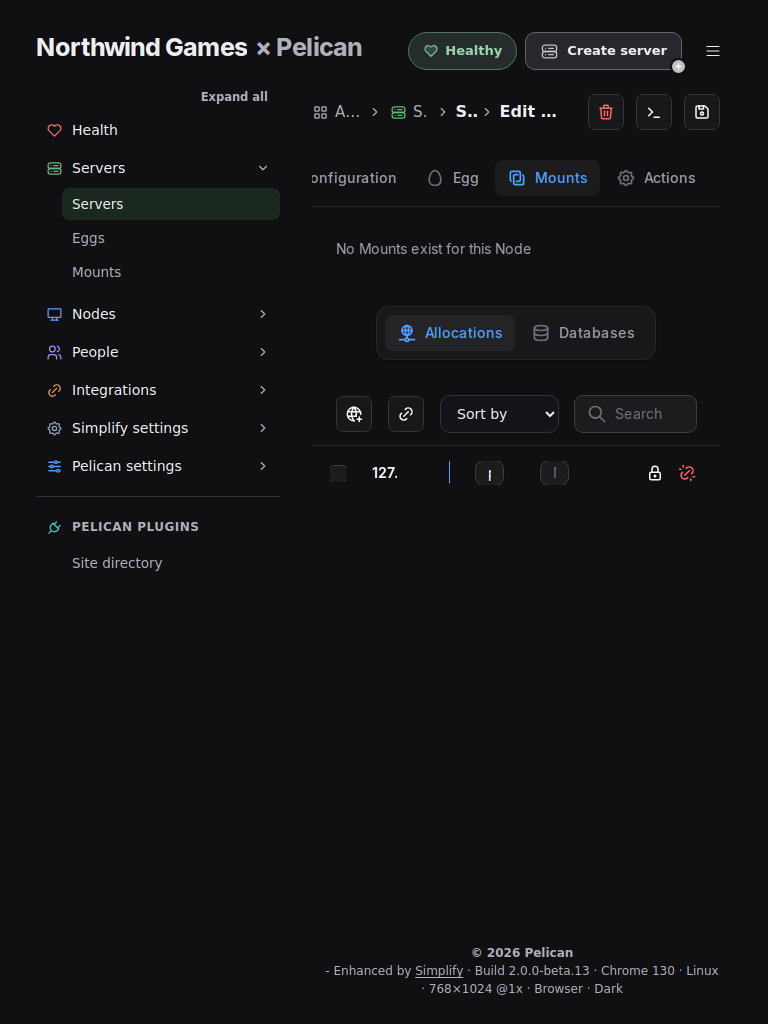 Northwind Games × Pelican
Healthy
Create server
Expand all
Health
Servers
Servers
Eggs
Mounts
Nodes
People
Integrations
Simplify settings
Pelican settings
PELICAN PLUGINS
Site directory
A... > S. > S.. > Edit ...
onfiguration
Egg
Mounts
Actions
No Mounts exist for this Node
Allocations
Databases
Sort by
Search
127.
© 2026 Pelican
- Enhanced by Simplify · Build 2.0.0-beta.13 · Chrome 130 · Linux
· 768×1024 @1x · Browser · Dark